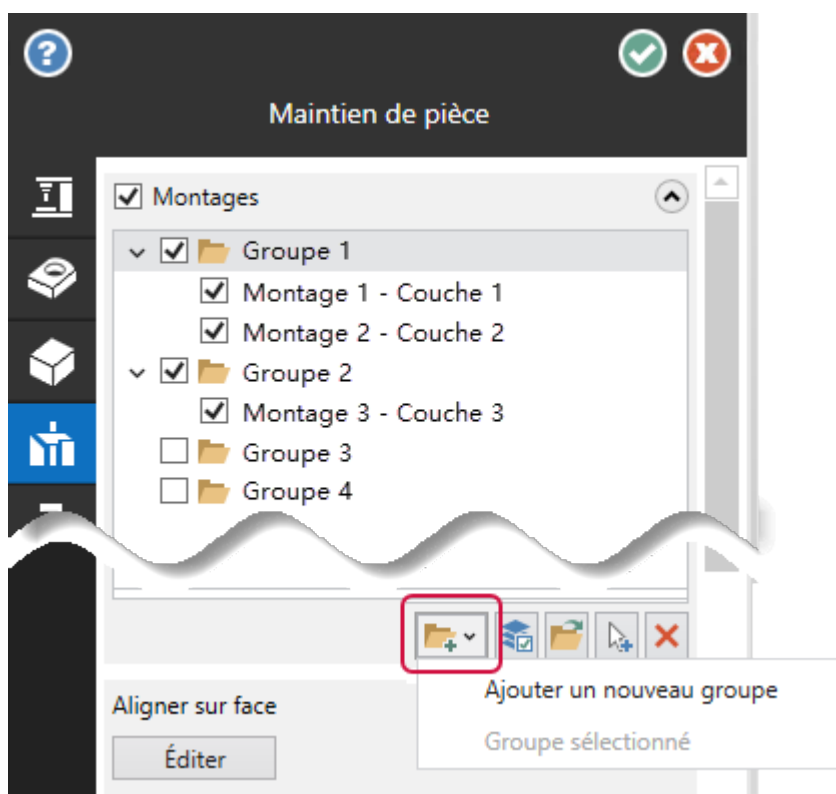 ?
Maintien de pièce
Montages
Groupe 1
Montage 1 - Couche 1
Montage 2 - Couche 2
Groupe 2
Montage 3 - Couche 3
Groupe 3
Groupe 4
Ajouter un nouveau groupe
Groupe sélectionné
Aligner sur face
Éditer